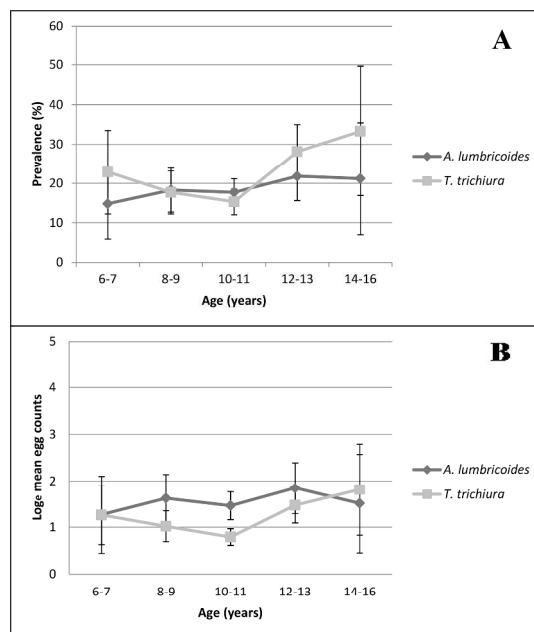 A
60
50
40
30
20
10
0
Prevalence (%)
6-7 8-9 10-11 12-13 14-16
Age (years)
A. lumbricoides
T. trichiura
B
5
4
3
2
1
0
Loge mean egg counts
6-7 8-9 10-11 12-13 14-16
Age (years)
A. lumbricoides
T. trichiura